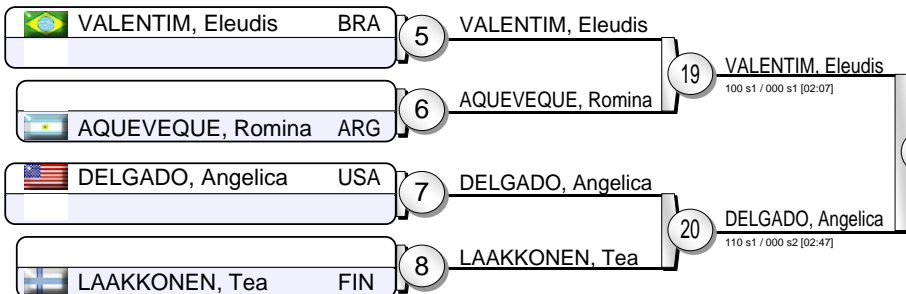 VALENTIM, Eleudis BRA 5 VALENTIM, Eleudis
19 VALENTIM, Eleudis
100 s1 / 000 s1 [02:07]
6 AQUEVEQUE, Romina
AQUEVEQUE, Romina ARG
DELGADO, Angelica USA 7 DELGADO, Angelica
20 DELGADO, Angelica
110 s1 / 000 s2 [02:47]
8 LAAKKONEN, Tea
LAAKKONEN, Tea FIN